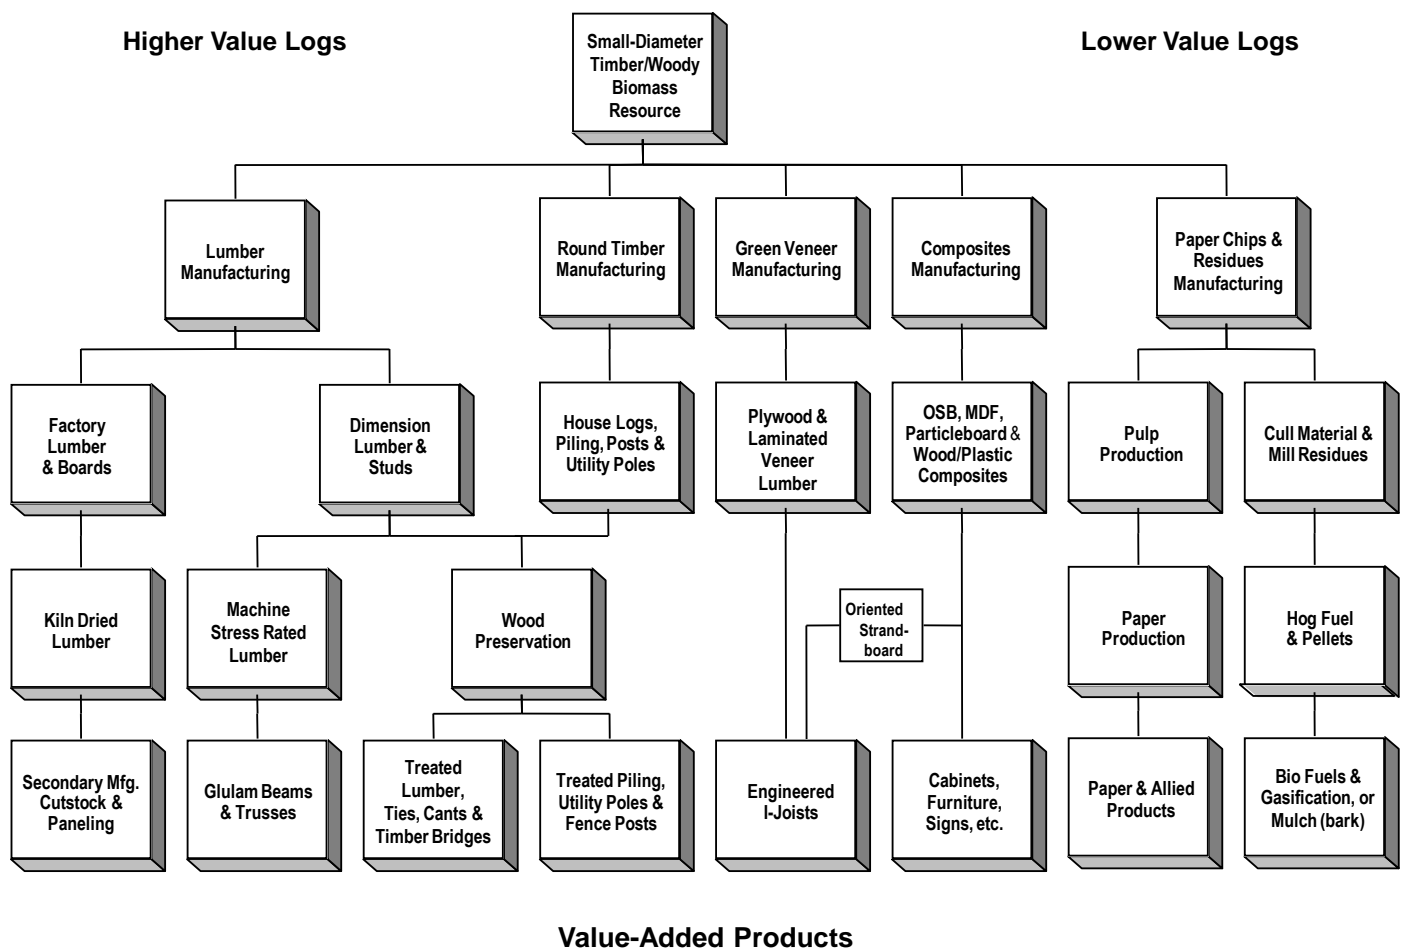 Higher Value Logs
Small-Diameter
Timber/Woody
Biomass
Resource
Lower Value Logs
Lumber
Manufacturing
Round Timber
Manufacturing
Green Veneer
Manufacturing
Composites
Manufacturing
Paper Chips &
Residues
Manufacturing
Factory
Lumber
& Boards
Dimension
Lumber &
Studs
House Logs,
Piling, Posts &
Utility Poles
Plywood &
Laminated
Veneer
Lumber
OSB, MDF,
Particleboard &
Wood/Plastic
Composites
Pulp
Production
Cull Material &
Mill Residues
Kiln Dried
Lumber
Machine
Stress Rated
Lumber
Wood
Preservation
Oriented
Strand-
board
Paper
Production
Hog Fuel
& Pellets
Secondary Mfg.
Cutstock &
Paneling
Glulam Beams
& Trusses
Treated
Lumber,
Ties, Cants &
Timber Bridges
Treated Piling,
Utility Poles &
Fence Posts
Engineered
I-Joists
Cabinets,
Furniture,
Signs, etc.
Paper & Allied
Products
Bio Fuels &
Gasification, or
Mulch (bark)
Value-Added Products